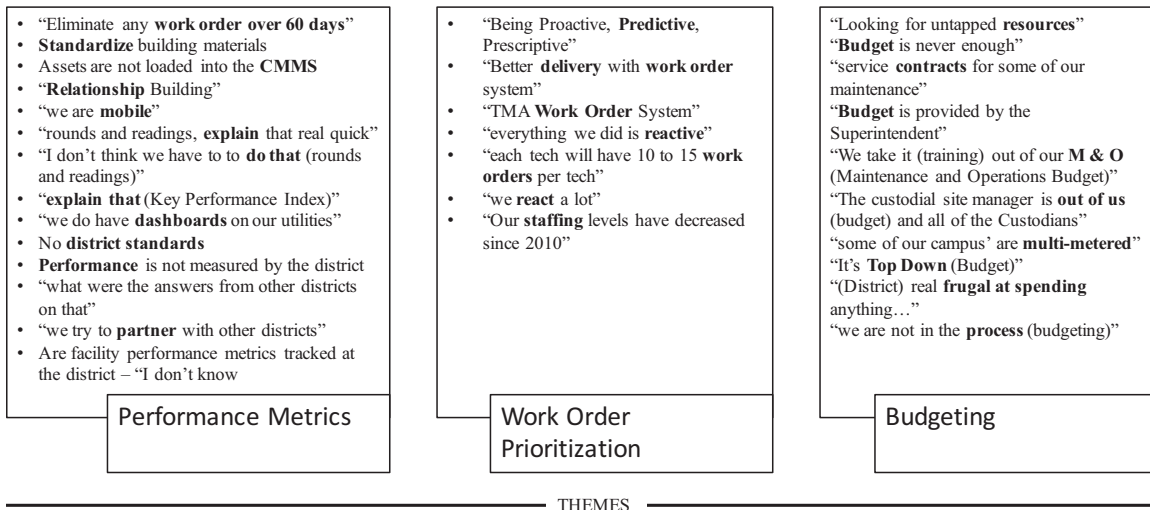 • “Eliminate any work order over 60 days”
• Standardize building materials
• Assets are not loaded into the CMMS
• “Relationship Building”
• “we are mobile”
• “rounds and readings, explain that real quick”
• “I don’t think we have to to do that (rounds
and readings)”
• “explain that (Key Performance Index)”
• “we do have dashboards on our utilities”
• No district standards
• Performance is not measured by the district
• “what were the answers from other districts
on that”
• “we try to partner with other districts”
• Are facility performance metrics tracked at
the district – “I don’t know
Performance Metrics
• “Being Proactive, Predictive,
Prescriptive”
• “Better delivery with work order
system”
• “TMA Work Order System”
• “everything we did is reactive”
• “each tech will have 10 to 15 work
orders per tech”
• “we react a lot”
• “Our staffing levels have decreased
since 2010”
Work Order
Prioritization
“Looking for untapped resources”
“Budget is never enough”
“service contracts for some of our
maintenance”
“Budget is provided by the
Superintendent”
“We take it (training) out of our M & O
(Maintenance and Operations Budget)”
“The custodial site manager is out of us
(budget) and all of the Custodians”
“some of our campus’ are multi-metered”
“It’s Top Down (Budget)”
“(District) real frugal at spending
anything…”
“we are not in the process (budgeting)”
Budgeting
THEMES